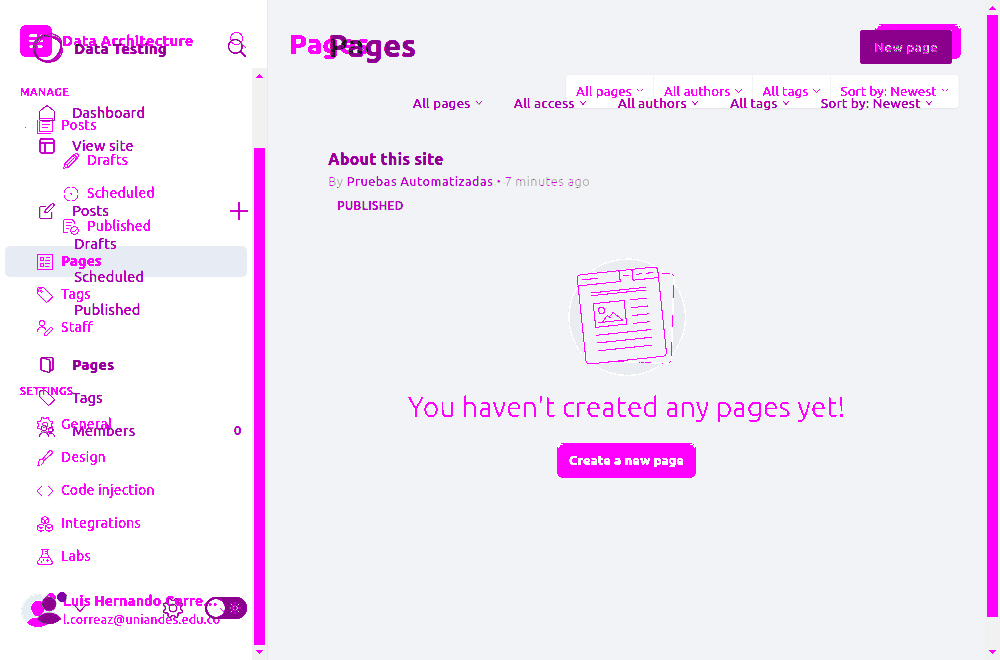 Data Architecture
Data Testing
MANAGE
Dashboard
Posts
View site
Drafts
Scheduled
Posts
Published
Drafts
Pages
Scheduled
Tags
Published
Staff
Pages
SETTINGS
Tags
General
Members 0
Design
Code injection
Integrations
Labs
Luis Hernando Corre...
l.correaz@uniandes.edu.co
Pages
Pages
New page
All pages All authors All tags Sort by: Newest
All pages All access All authors All tags Sort by: Newest
About this site
By Pruebas Automatizadas • 7 minutes ago
PUBLISHED
You haven't created any pages yet!
Create a new page